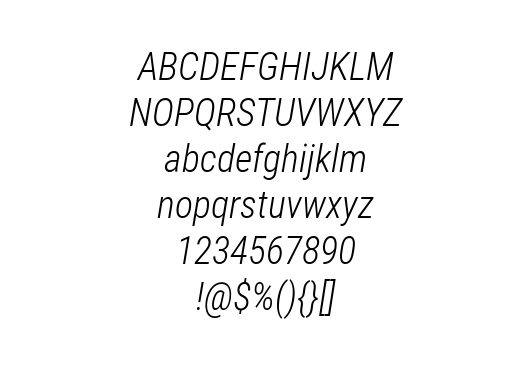 ABCDEFGHIJKLM
NOPQRSTUVWXYZ
abcdefghijklm
nopqrstuvwxyz
1234567890
!@$%(){}[]